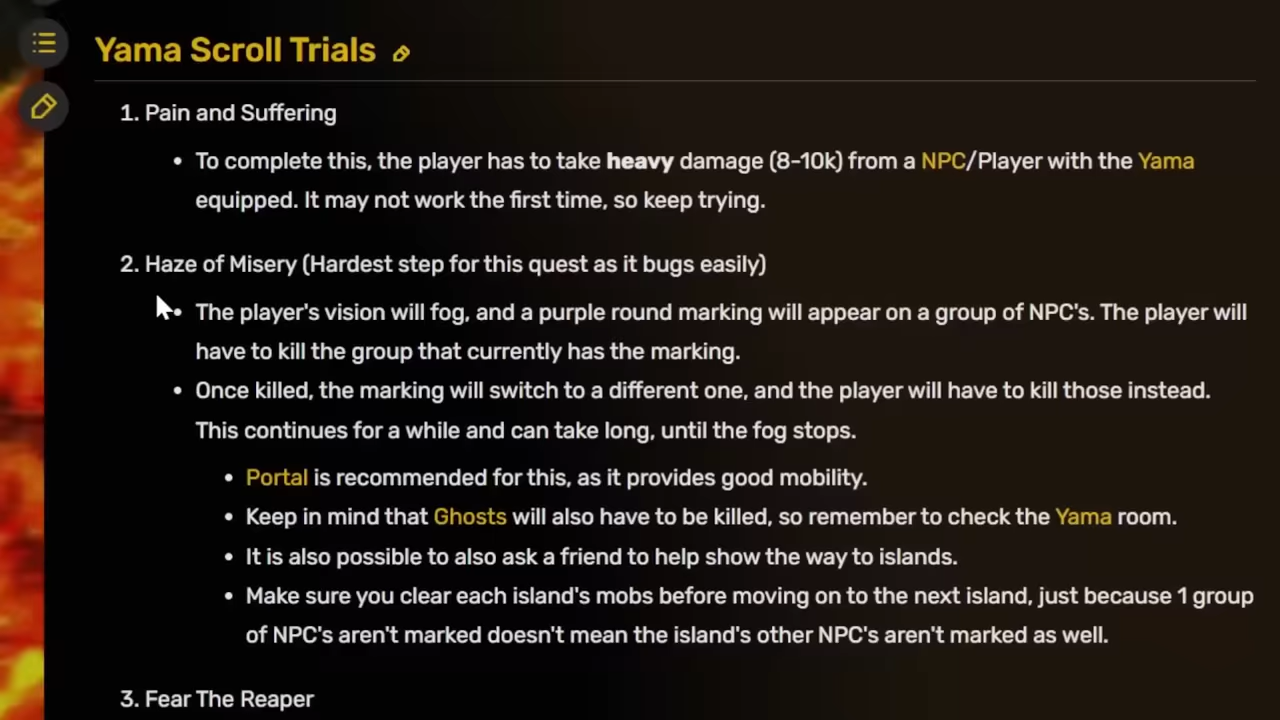 Yama Scroll Trials
1. Pain and Suffering
• To complete this, the player has to take heavy damage (8-10k) from a NPC/Player with the Yama
equipped. It may not work the first time, so keep trying.
2. Haze of Misery (Hardest step for this quest as it bugs easily)
• The player's vision will fog, and a purple round marking will appear on a group of NPC's. The player will
have to kill the group that currently has the marking.
• Once killed, the marking will switch to a different one, and the player will have to kill those instead.
This continues for a while and can take long, until the fog stops.
• Portal is recommended for this, as it provides good mobility.
• Keep in mind that Ghosts will also have to be killed, so remember to check the Yama room.
• It is also possible to also ask a friend to help show the way to islands.
• Make sure you clear each island's mobs before moving on to the next island, just because 1 group
of NPC's aren't marked doesn't mean the island's other NPC's aren't marked as well.
3. Fear The Reaper